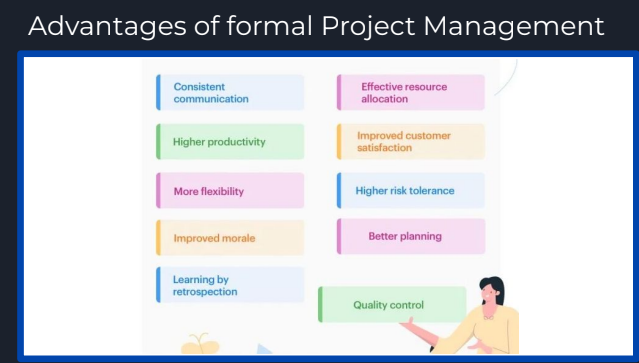 Advantages of formal Project Management
Consistent
communication
Higher productivity
More flexibility
Improved morale
Learning by
retrospection
Effective resource
allocation
Improved customer
satisfaction
Higher risk tolerance
Better planning
Quality control